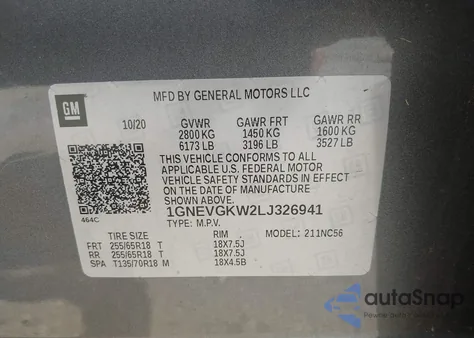 GM
MFD BY GENERAL MOTORS LLC
10/20 GVWR GAWR FRT GAWR RR
2800 KG 1450 KG 1600 KG
6173 LB 3196 LB 3527 LB
THIS VEHICLE CONFORMS TO ALL
APPLICABLE U.S. FEDERAL MOTOR
VEHICLE SAFETY STANDARDS IN EFFECT
ON THE DATE OF MANUFACTURE
SHOWN ABOVE.
1GNEVGKW2LJ326941
TYPE: M.P.V. MODEL: 211NC56
464C
TIRE SIZE RIM
FRT 255/65R18 T 18X7.5J
RR 255/65R18 T 18X7.5J
SPA T135/70R18 M 18X4.5B
autoSnap